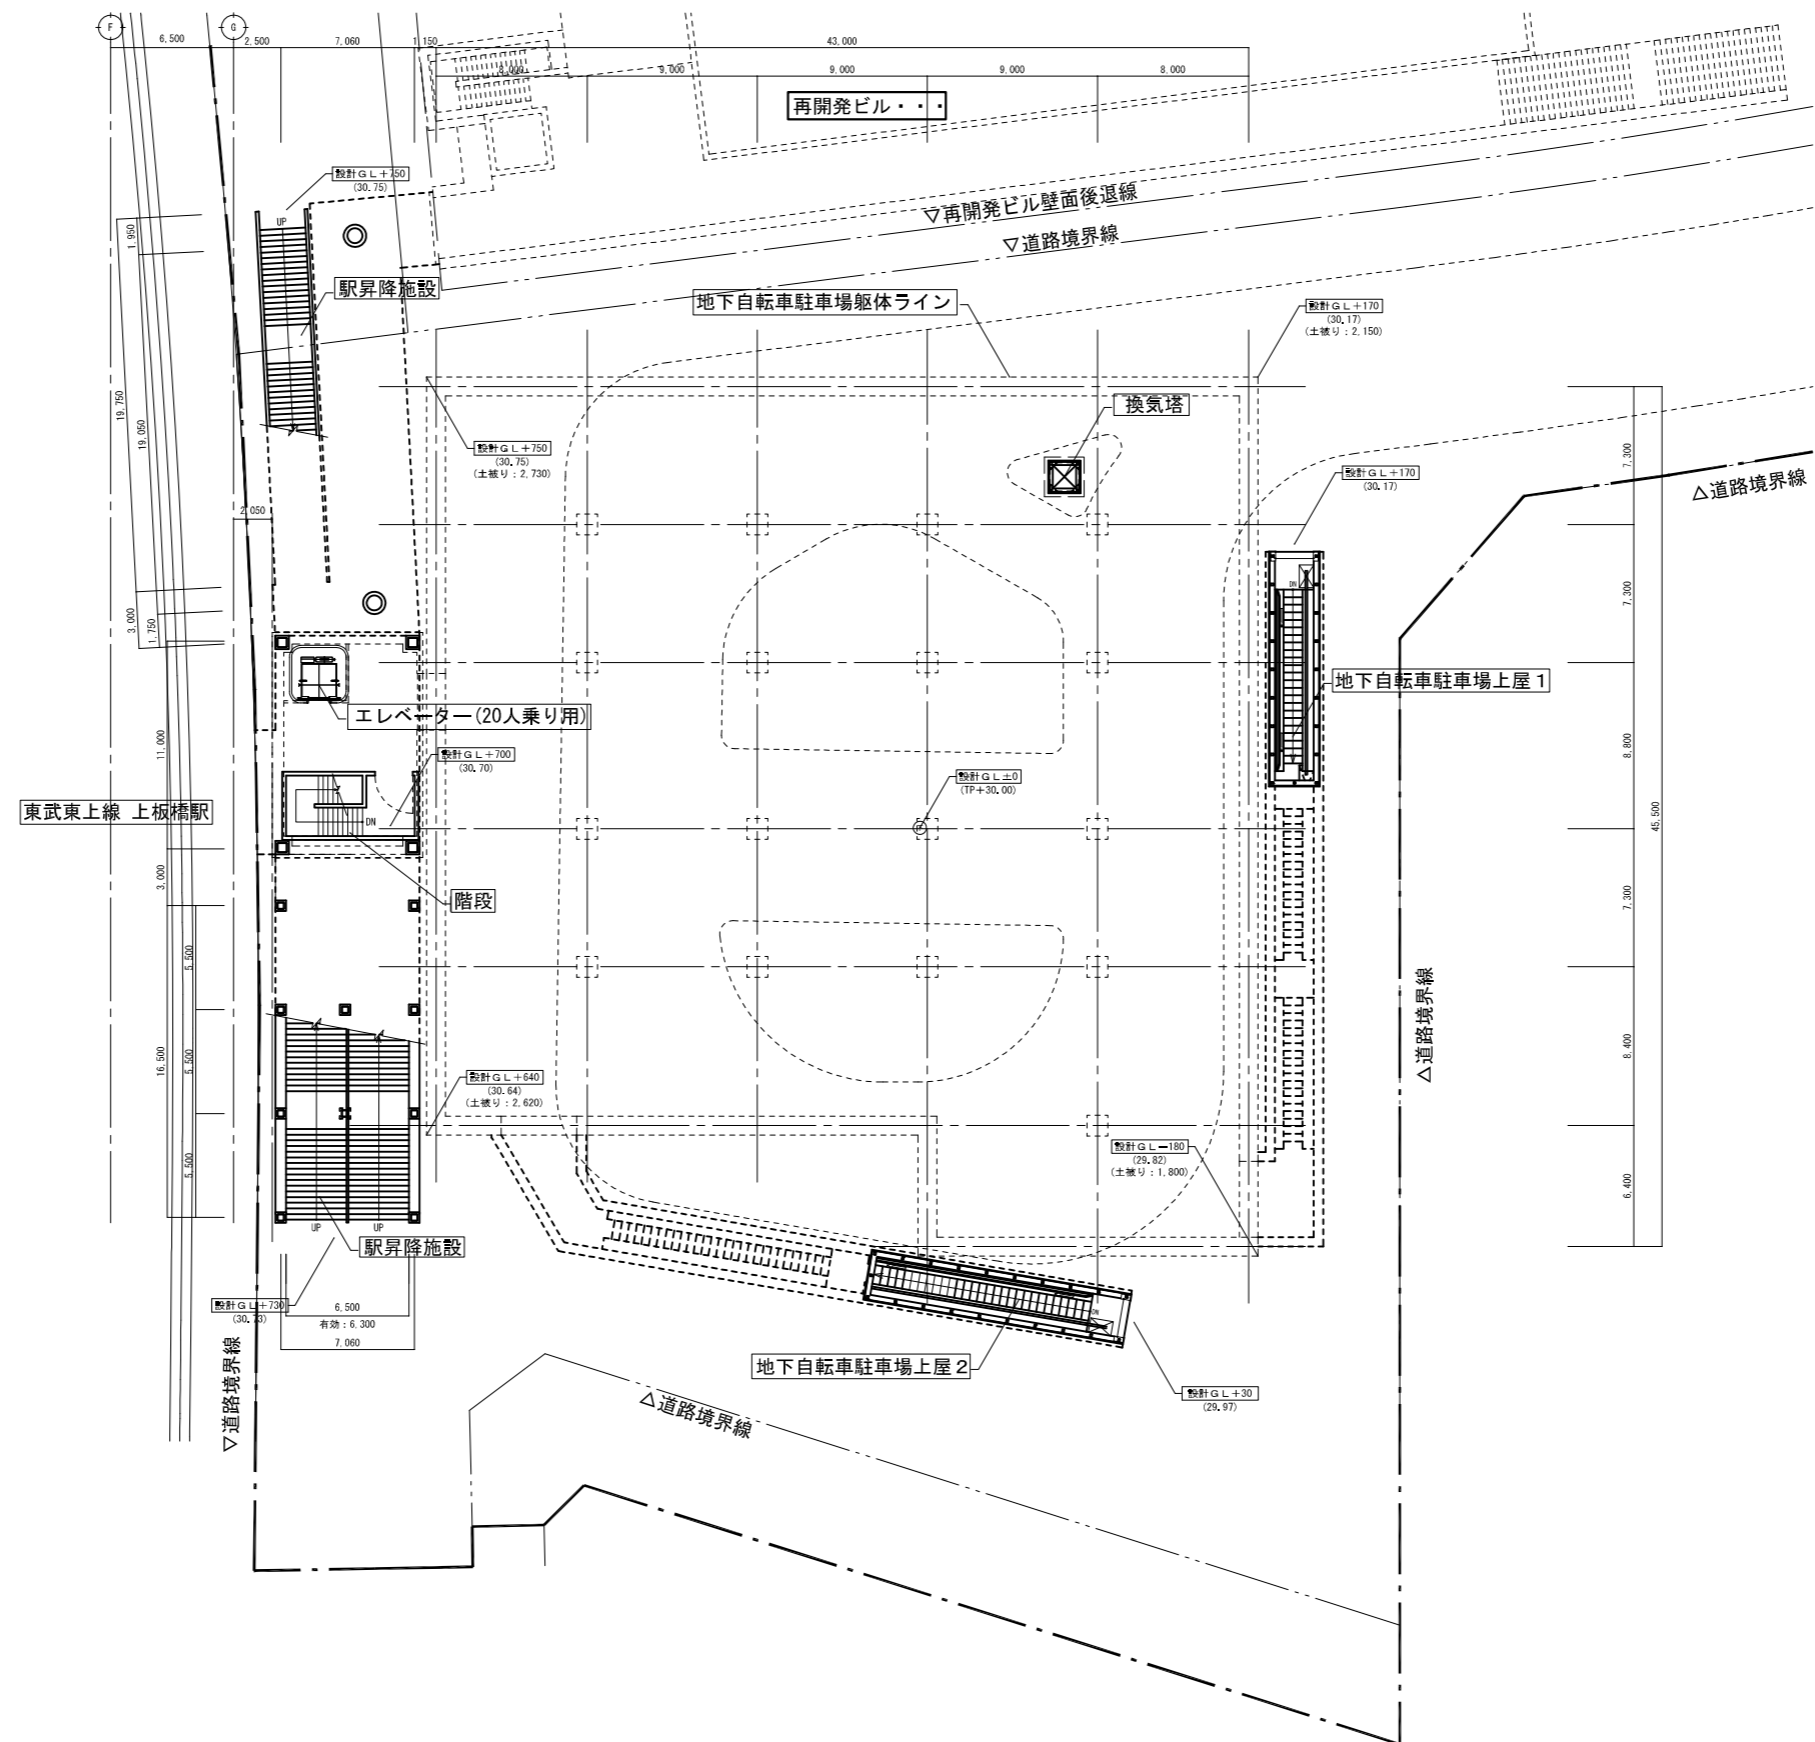 F
G
6,500
2,500
7,060
1,150
43,000
8,000
9,000
9,000
9,000
8,000
再開発ビル・・・
設計GL+750
(30.75)
UP
▽再開発ビル壁面後退線
▽道路境界線
1,950
駅昇降施設
地下自転車駐車場躯体ライン
設計GL+170
(30.17)
(土被り:2,150)
19,750
19,050
換気塔
設計GL+750
(30.75)
(土被り:2,730)
7,300
設計GL+170
(30.17)
△道路境界線
2,050
DN
7,300
3,000
1,750
地下自転車駐車場上屋1
エレベーター(20人乗り用)
11,000
設計GL+700
(30.70)
8,800
設計GL±0
(TP+30.00)
東武東上線 上板橋駅
DN
45,500
3,000
階段
7,300
5,500
△道路境界線
16,500
5,500
8,400
設計GL+640
(30.64)
(土被り:2,620)
設計GL-180
(29.82)
(土被り:1,800)
5,500
6,400
UP
UP
駅昇降施設
設計GL+730
(30.73)
6,500
有効:6,300
7,060
DN
▽道路境界線
地下自転車駐車場上屋2
設計GL+30
(29.97)
△道路境界線